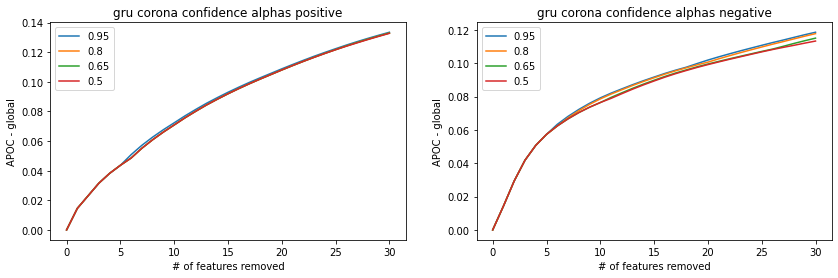 gru corona confidence alphas positive
0.95
0.8
0.65
0.5
APOC - global
0.14
0.12
0.10
0.08
0.06
0.04
0.02
0.00
0 5 10 15 20 25 30
# of features removed
gru corona confidence alphas negative
0.95
0.8
0.65
0.5
APOC - global
0.12
0.10
0.08
0.06
0.04
0.02
0.00
0 5 10 15 20 25 30
# of features removed